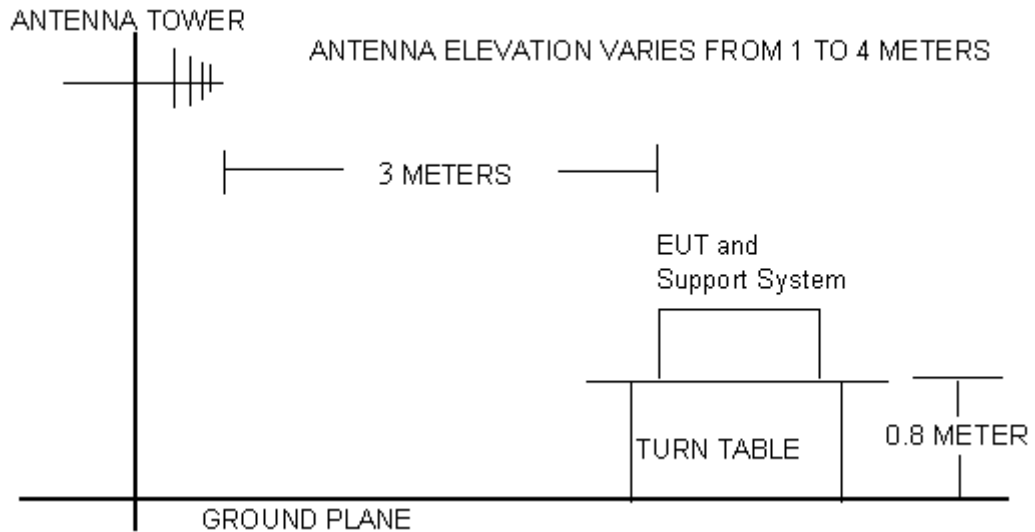 ANTENNA TOWER
ANTENNA ELEVATION VARIES FROM 1 TO 4 METERS
3 METERS
EUT and
Support System
TURN TABLE
0.8 METER
GROUND PLANE